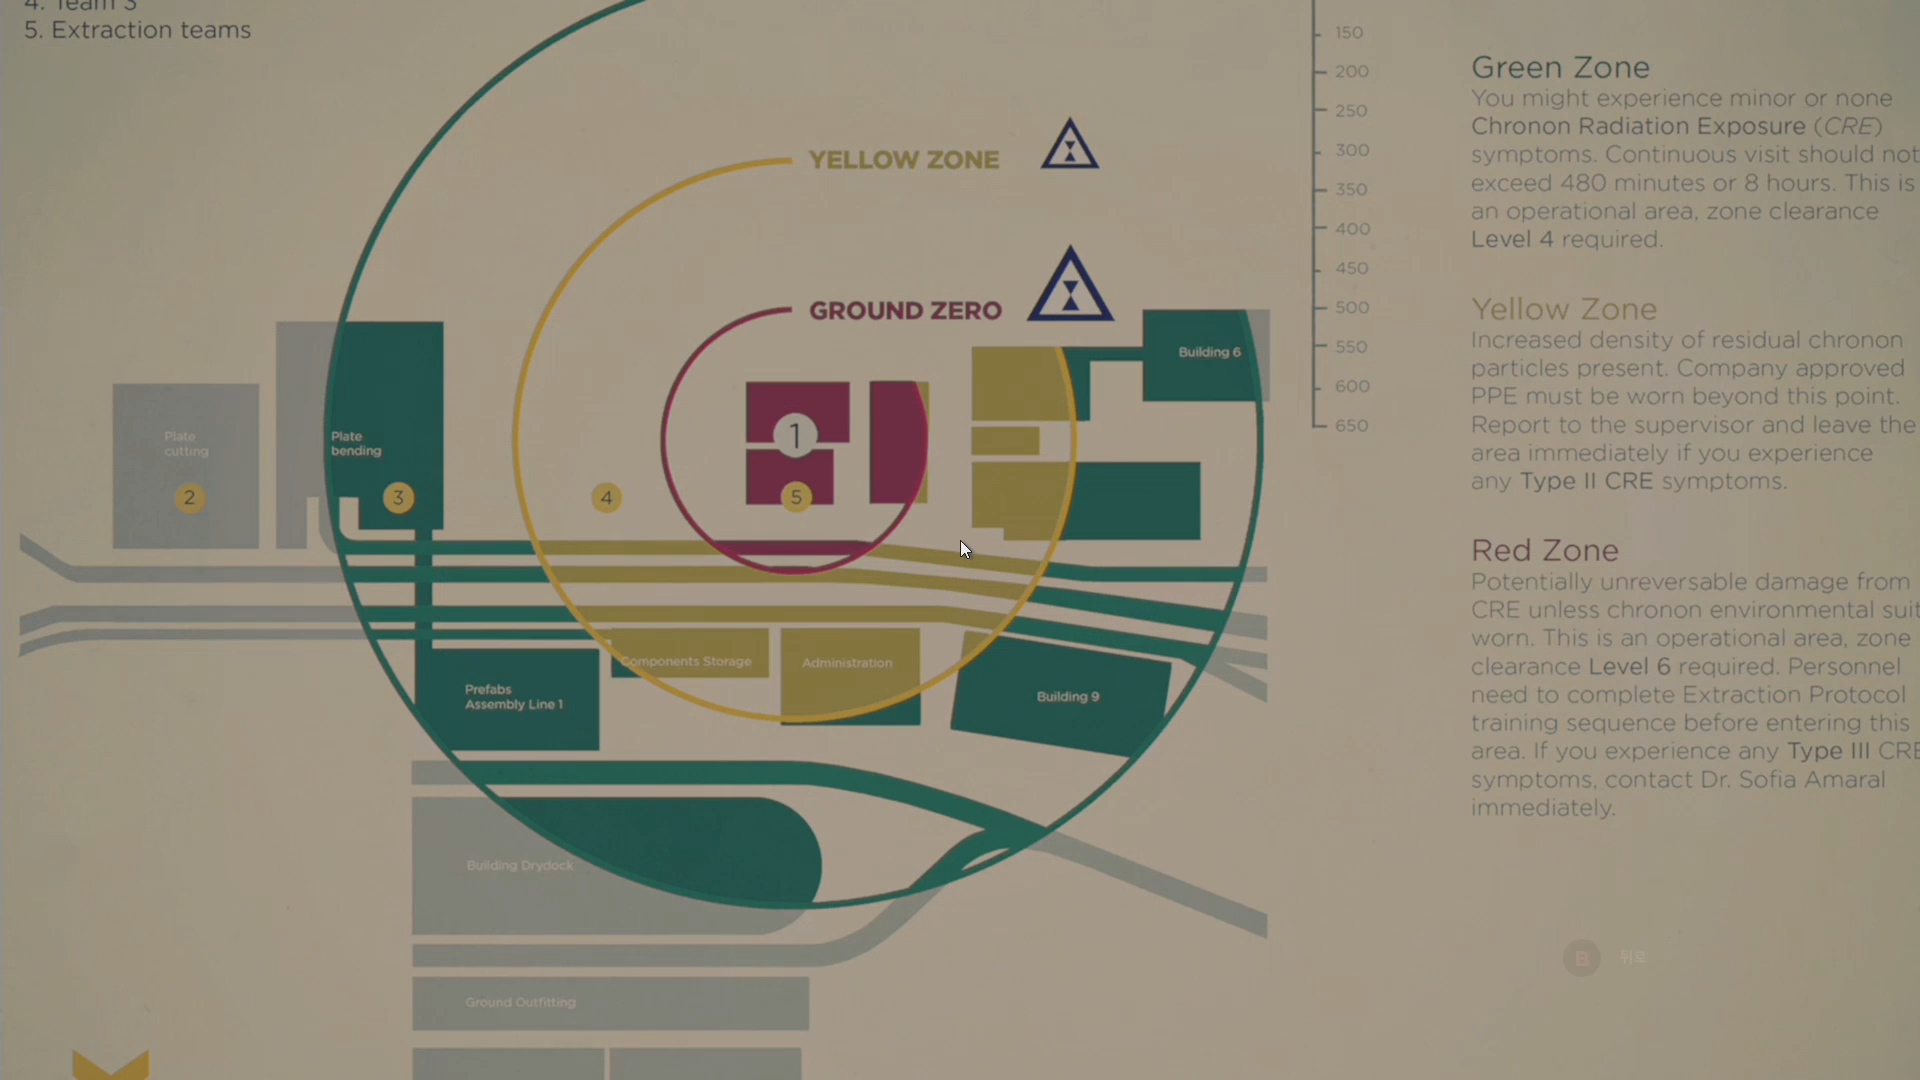 4. Team 3
5. Extraction teams
YELLOW ZONE
GROUND ZERO
Building 6
Plate
cutting
2
Plate
bending
3
4
1
5
Components Storage
Administration
Prefabs
Assembly Line 1
Building 9
Building Drydock
Ground Outfitting
150
200
250
300
350
400
450
500
550
600
650
Green Zone
You might experience minor or none
Chronon Radiation Exposure (CRE)
symptoms. Continuous visit should not
exceed 480 minutes or 8 hours. This is
an operational area, zone clearance
Level 4 required.
Yellow Zone
Increased density of residual chronon
particles present. Company approved
PPE must be worn beyond this point.
Report to the supervisor and leave the
area immediately if you experience
any Type II CRE symptoms.
Red Zone
Potentially unreversable damage from
CRE unless chronon environmental suit
worn. This is an operational area, zone
clearance Level 6 required. Personnel
need to complete Extraction Protocol
training sequence before entering this
area. If you experience any Type III CRE
symptoms, contact Dr. Sofia Amaral
immediately.
B 뒤로